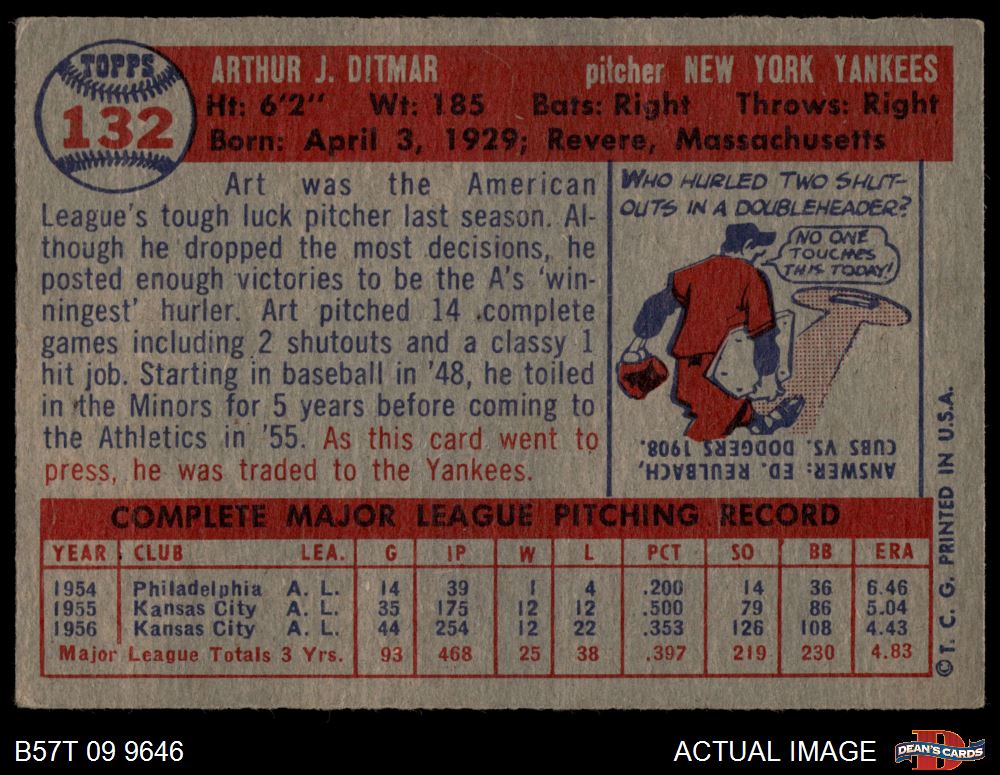 TOPPS
132
ARTHUR J. DITMAR pitcher NEW YORK YANKEES
Ht: 6'2" Wt: 185 Bats: Right Throws: Right
Born: April 3, 1929; Revere, Massachusetts
Art was the American
League's tough luck pitcher last season. Al-
though he dropped the most decisions, he
posted enough victories to be the A's 'win-
ningest' hurler. Art pitched 14 complete
games including 2 shutouts and a classy 1
hit job. Starting in baseball in '48, he toiled
in the Minors for 5 years before coming to
the Athletics in '55. As this card went to
press, he was traded to the Yankees.
WHO HURLED TWO SHUT-
OUTS IN A DOUBLEHEADER?
NO ONE
TOUCHES
THIS TODAY!
ANSWER: ED. REULBACH,
CUBS VS. DODGERS 1908.
COMPLETE MAJOR LEAGUE PITCHING RECORD
YEAR CLUB LEA. G IP W L PCT SO BB ERA
1954 Philadelphia A. L. 14 39 1 4 .200 14 36 6.46
1955 Kansas City A. L. 35 175 12 12 .500 79 86 5.04
1956 Kansas City A. L. 44 254 12 22 .353 126 108 4.43
Major League Totals 3 Yrs. 93 468 25 38 .397 219 230 4.83
© T. C. G. PRINTED IN U.S.A.
B57T 09 9646 ACTUAL IMAGE
D
DEAN'S CARDS